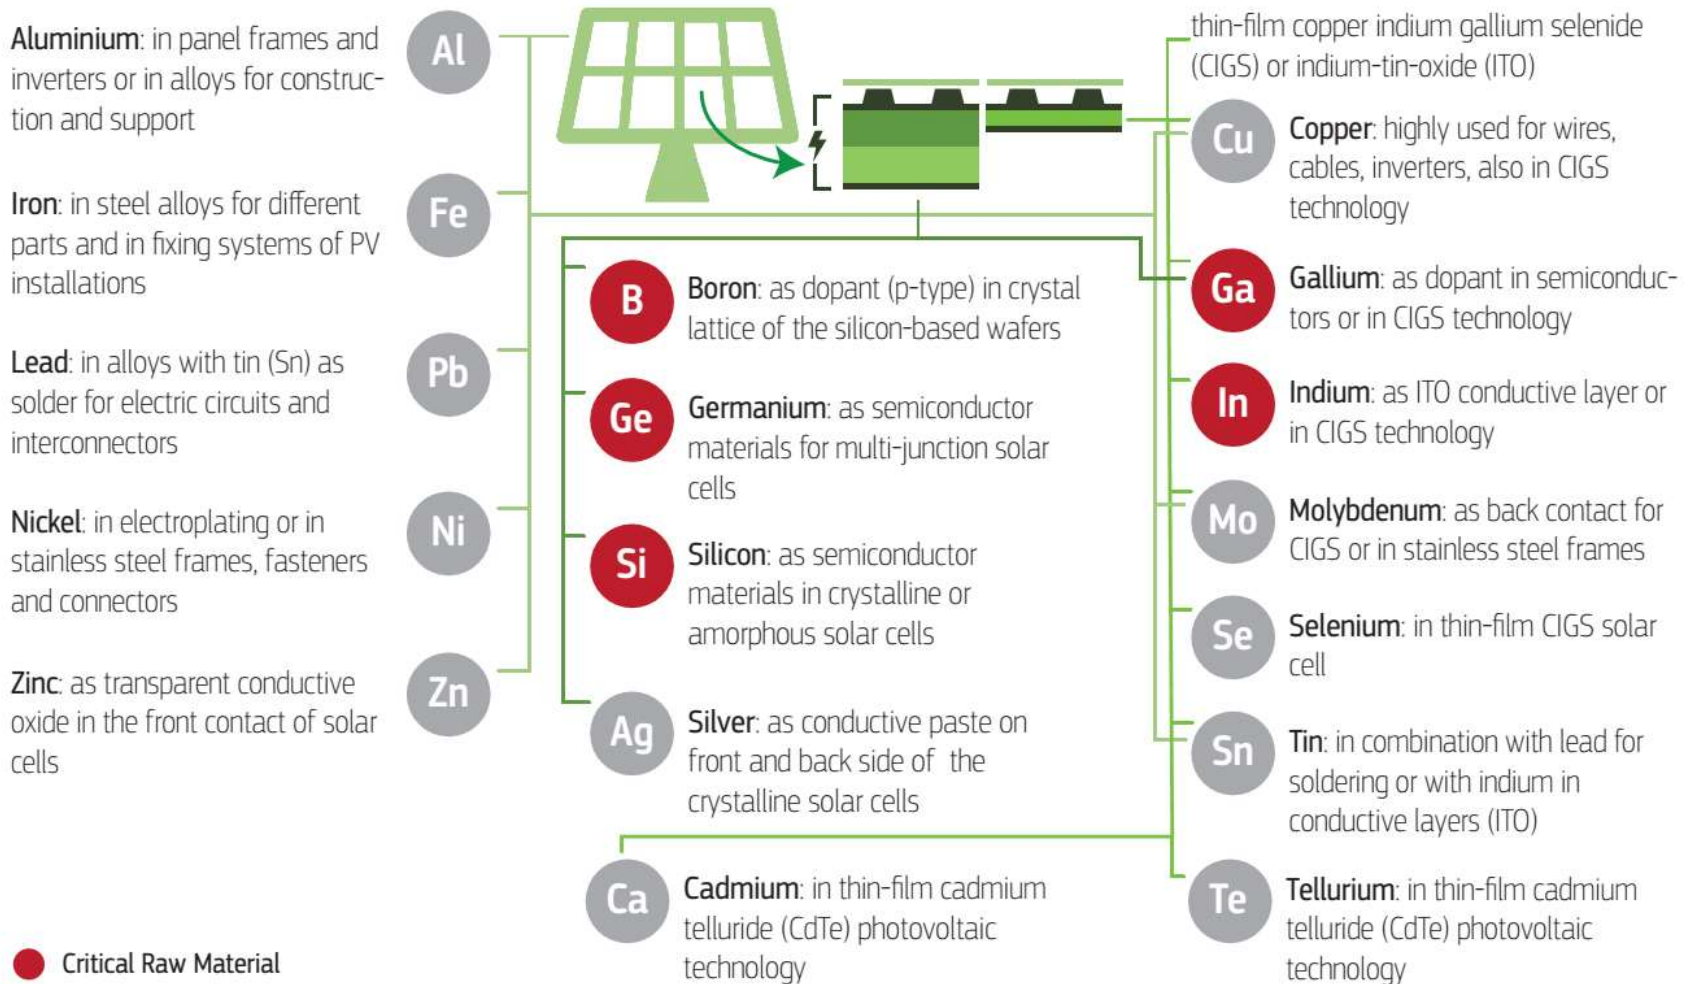 Al
Aluminium: in panel frames and
inverters or in alloys for construc-
tion and support
Fe
Iron: in steel alloys for different
parts and in fixing systems of PV
installations
Pb
Lead: in alloys with tin (Sn) as
solder for electric circuits and
interconnectors
Ni
Nickel: in electroplating or in
stainless steel frames, fasteners
and connectors
Zn
Zinc: as transparent conductive
oxide in the front contact of solar
cells
B
Boron: as dopant (p-type) in crystal
lattice of the silicon-based wafers
Ge
Germanium: as semiconductor
materials for multi-junction solar
cells
Si
Silicon: as semiconductor
materials in crystalline or
amorphous solar cells
Ag
Silver: as conductive paste on
front and back side of the
crystalline solar cells
Ca
Cadmium: in thin-film cadmium
telluride (CdTe) photovoltaic
technology
thin-film copper indium gallium selenide
(CIGS) or indium-tin-oxide (ITO)
Cu
Copper: highly used for wires,
cables, inverters, also in CIGS
technology
Ga
Gallium: as dopant in semiconduc-
tors or in CIGS technology
In
Indium: as ITO conductive layer or
in CIGS technology
Mo
Molybdenum: as back contact for
CIGS or in stainless steel frames
Se
Selenium: in thin-film CIGS solar
cell
Sn
Tin: in combination with lead for
soldering or with indium in
conductive layers (ITO)
Te
Tellurium: in thin-film cadmium
telluride (CdTe) photovoltaic
technology
Critical Raw Material